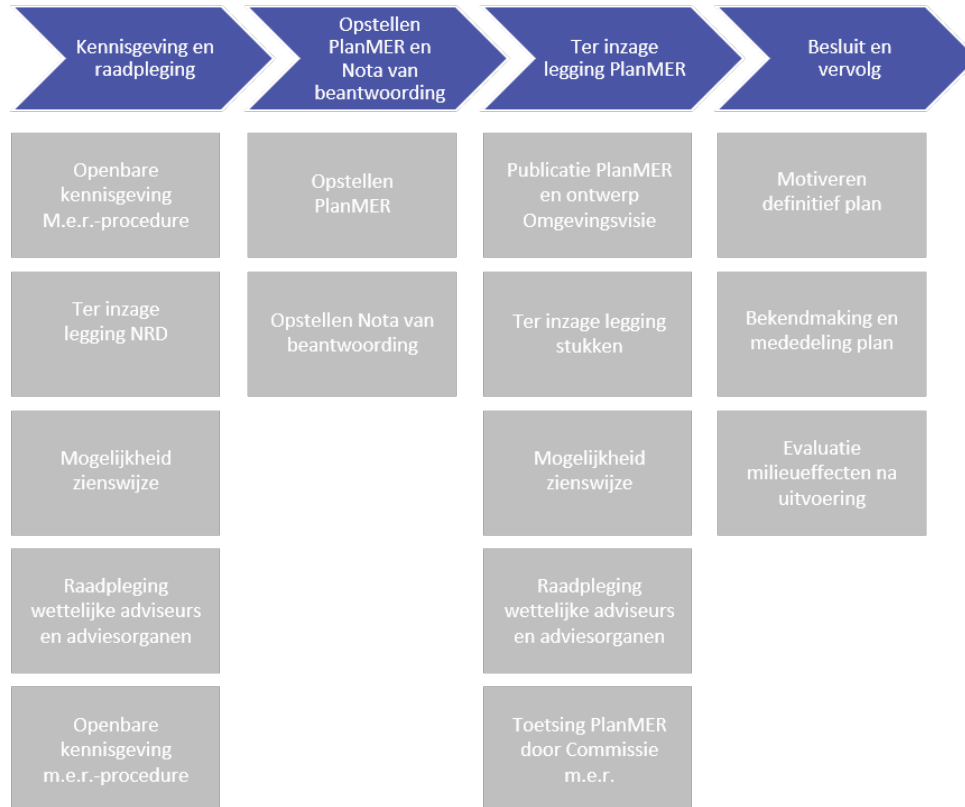 Kennisgeving en
raadpleging
Opstellen
PlanMER en
Nota van
beantwoording
Ter inzage
legging PlanMER
Besluit en
vervolg
Openbare
kennisgeving
M.e.r.-procedure
Ter inzage
legging NRD
Mogelijkheid
zienswijze
Raadpleging
wettelijke adviseurs
en adviesorganen
Openbare
kennisgeving
m.e.r.-procedure
Opstellen
PlanMER
Opstellen Nota van
beantwoording
Publicatie PlanMER
en ontwerp
Omgevingsvisie
Ter inzage legging
stukken
Mogelijkheid
zienswijze
Raadpleging
wettelijke adviseurs
en adviesorganen
Toetsing PlanMER
door Commissie
m.e.r.
Motiveren
definitief plan
Bekendmaking en
mededeling plan
Evaluatie
milieueffecten na
uitvoering